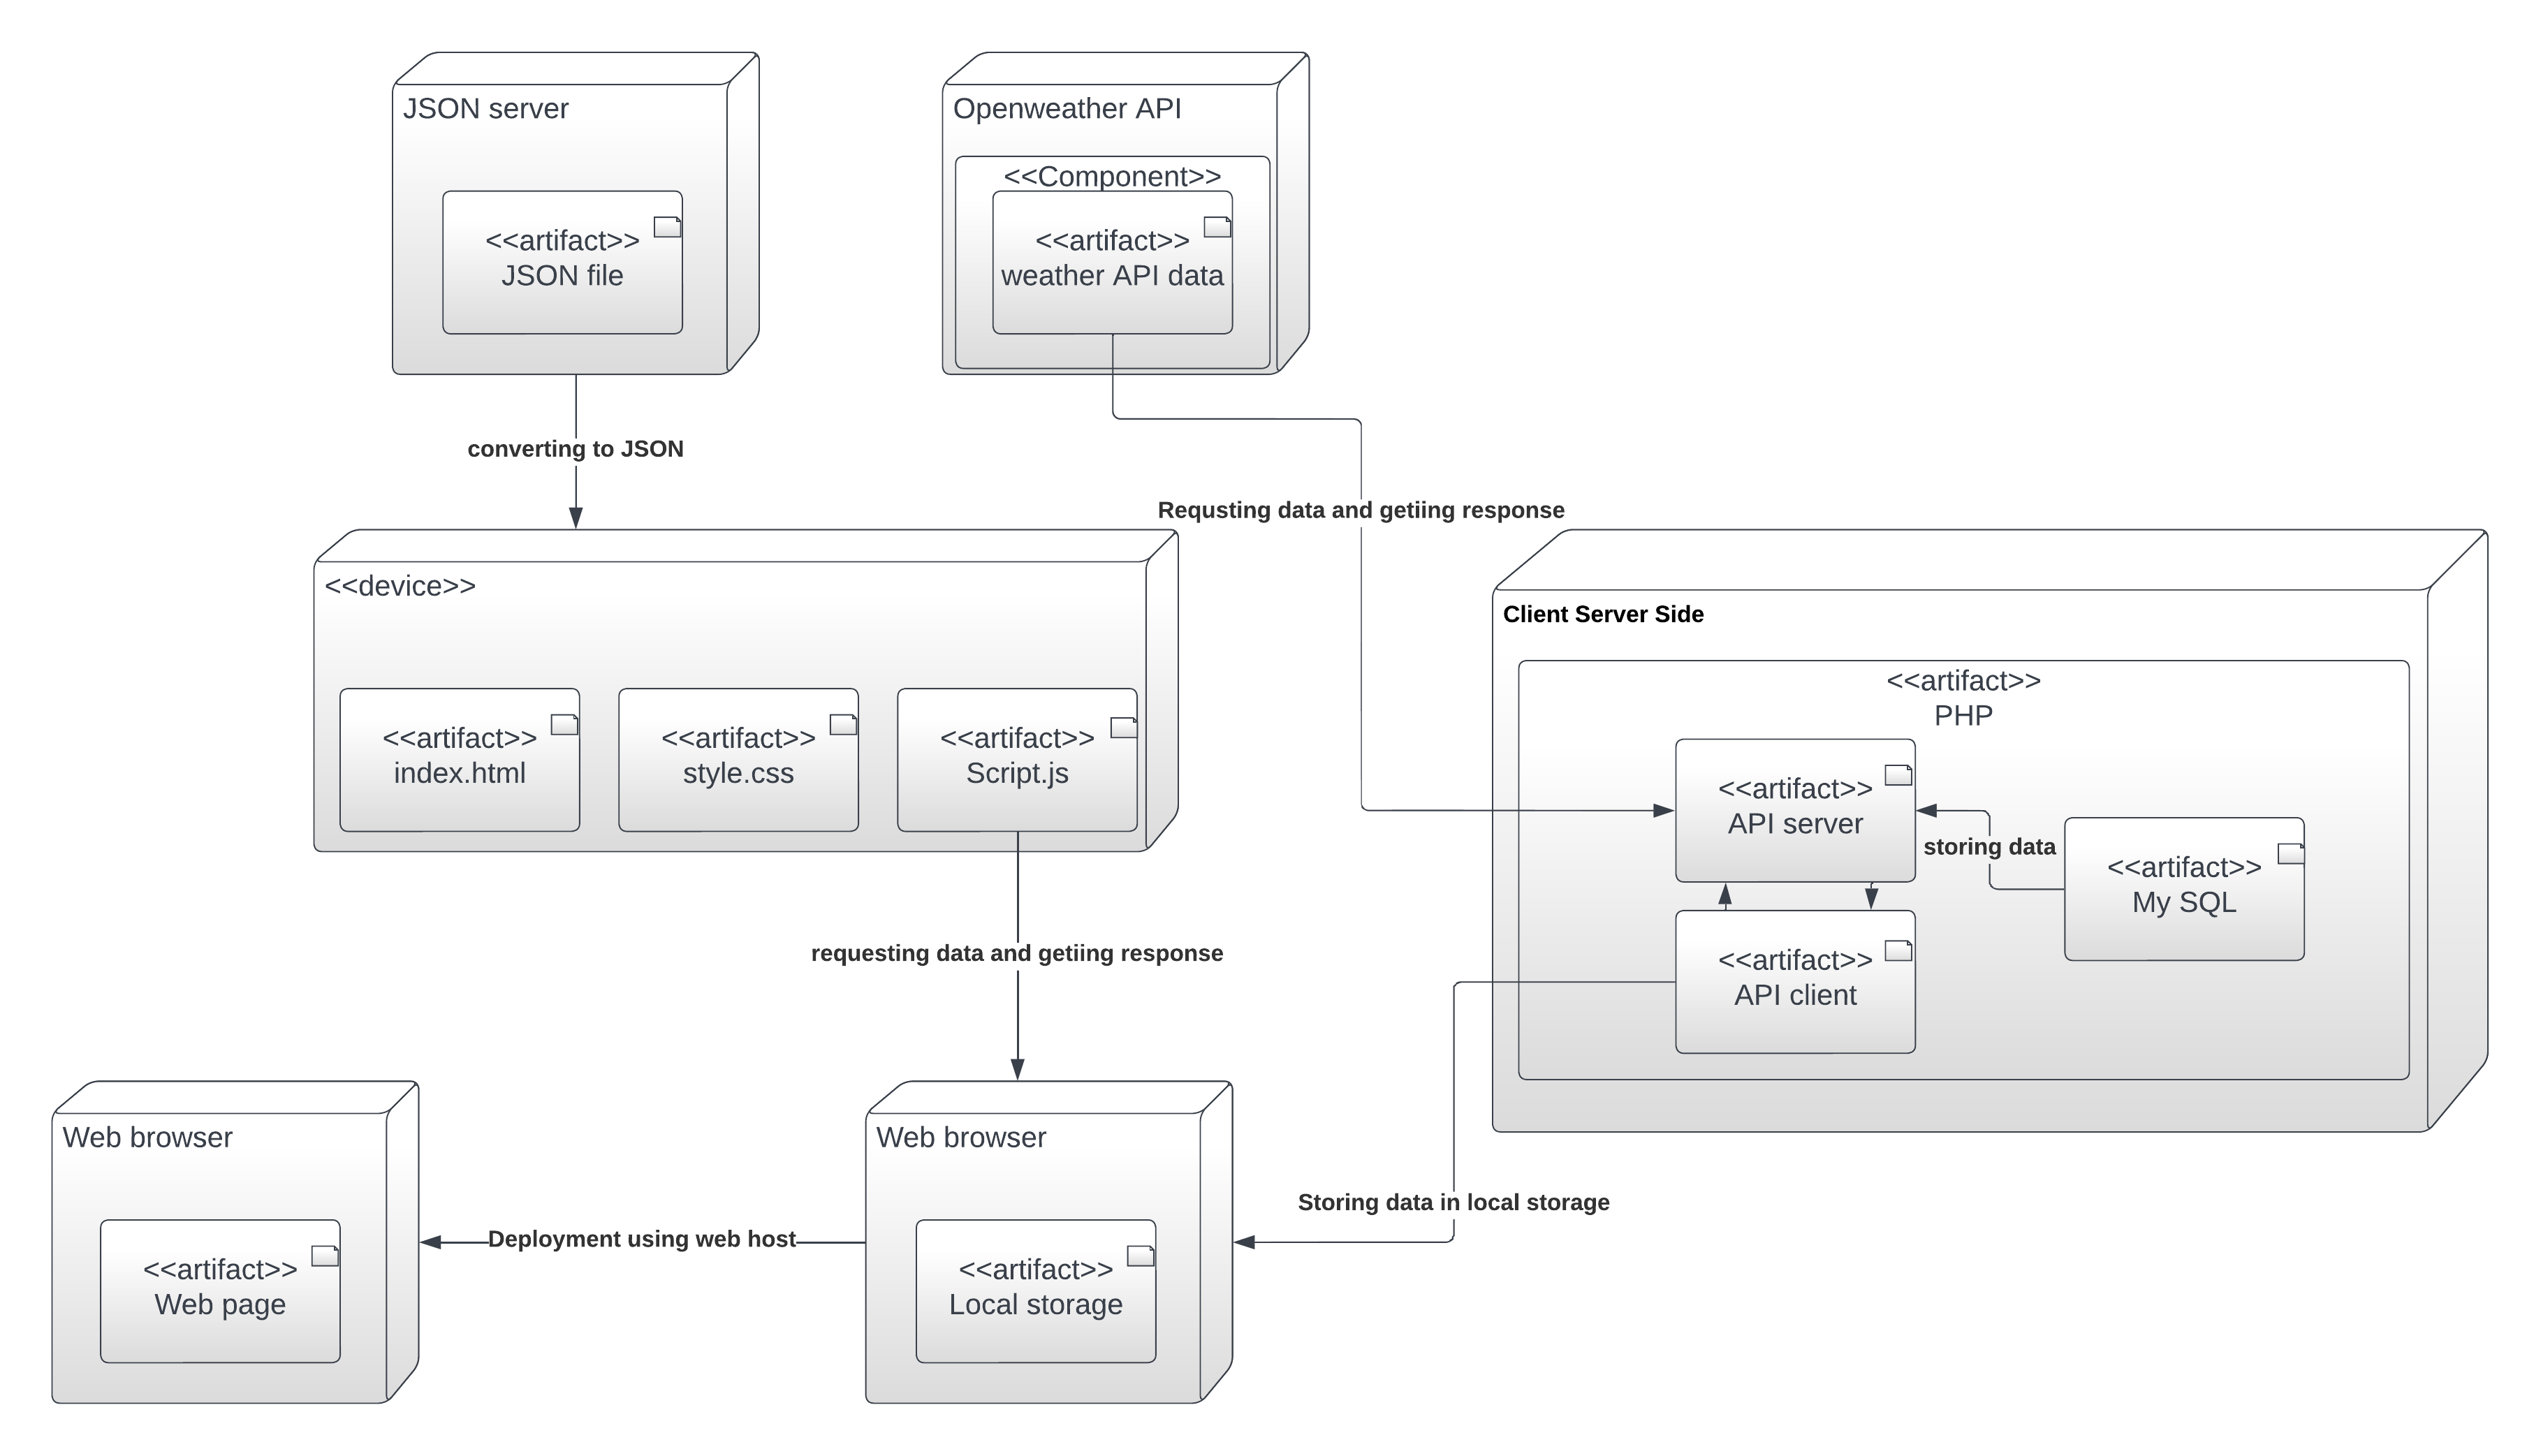 JSON server
<<artifact>>
JSON file
Openweather API
<<Component>>
<<artifact>>
weather API data
converting to JSON
Requsting data and getiing response
<<device>>
<<artifact>>
index.html
<<artifact>>
style.css
<<artifact>>
Script.js
Client Server Side
<<artifact>>
PHP
<<artifact>>
API server
storing data
<<artifact>>
My SQL
<<artifact>>
API client
requesting data and getiing response
Web browser
<<artifact>>
Web page
Deployment using web host
Web browser
<<artifact>>
Local storage
Storing data in local storage